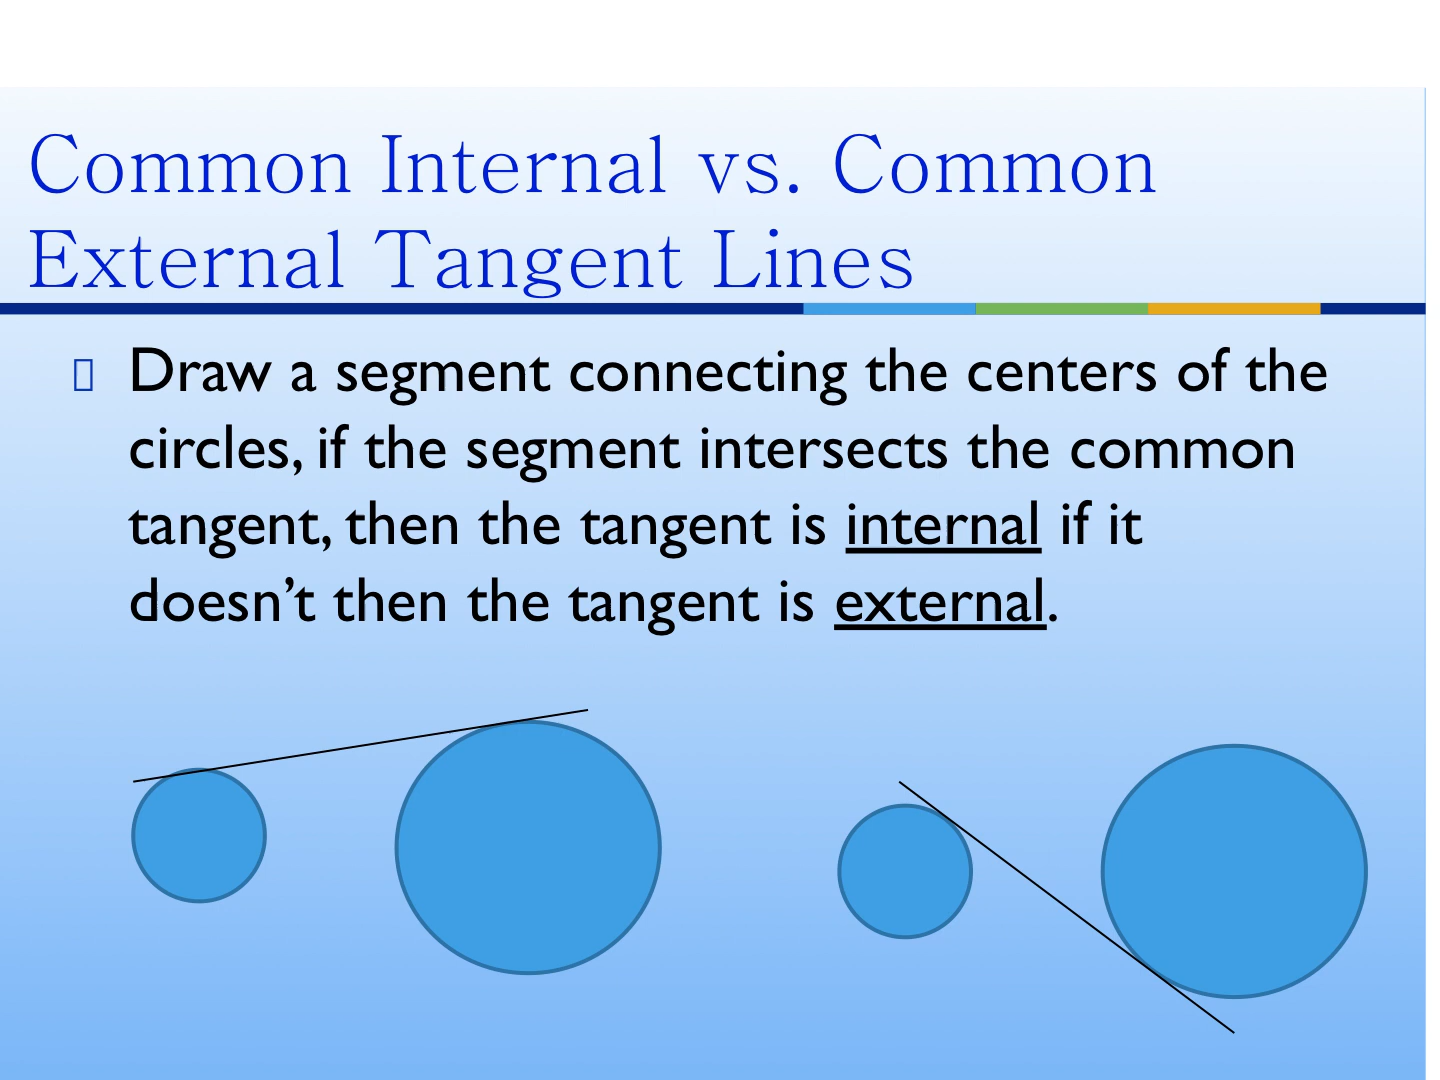 Common Internal vs. Common
External Tangent Lines
Draw a segment connecting the centers of the
circles, if the segment intersects the common
tangent, then the tangent is internal if it
doesn’t then the tangent is external.